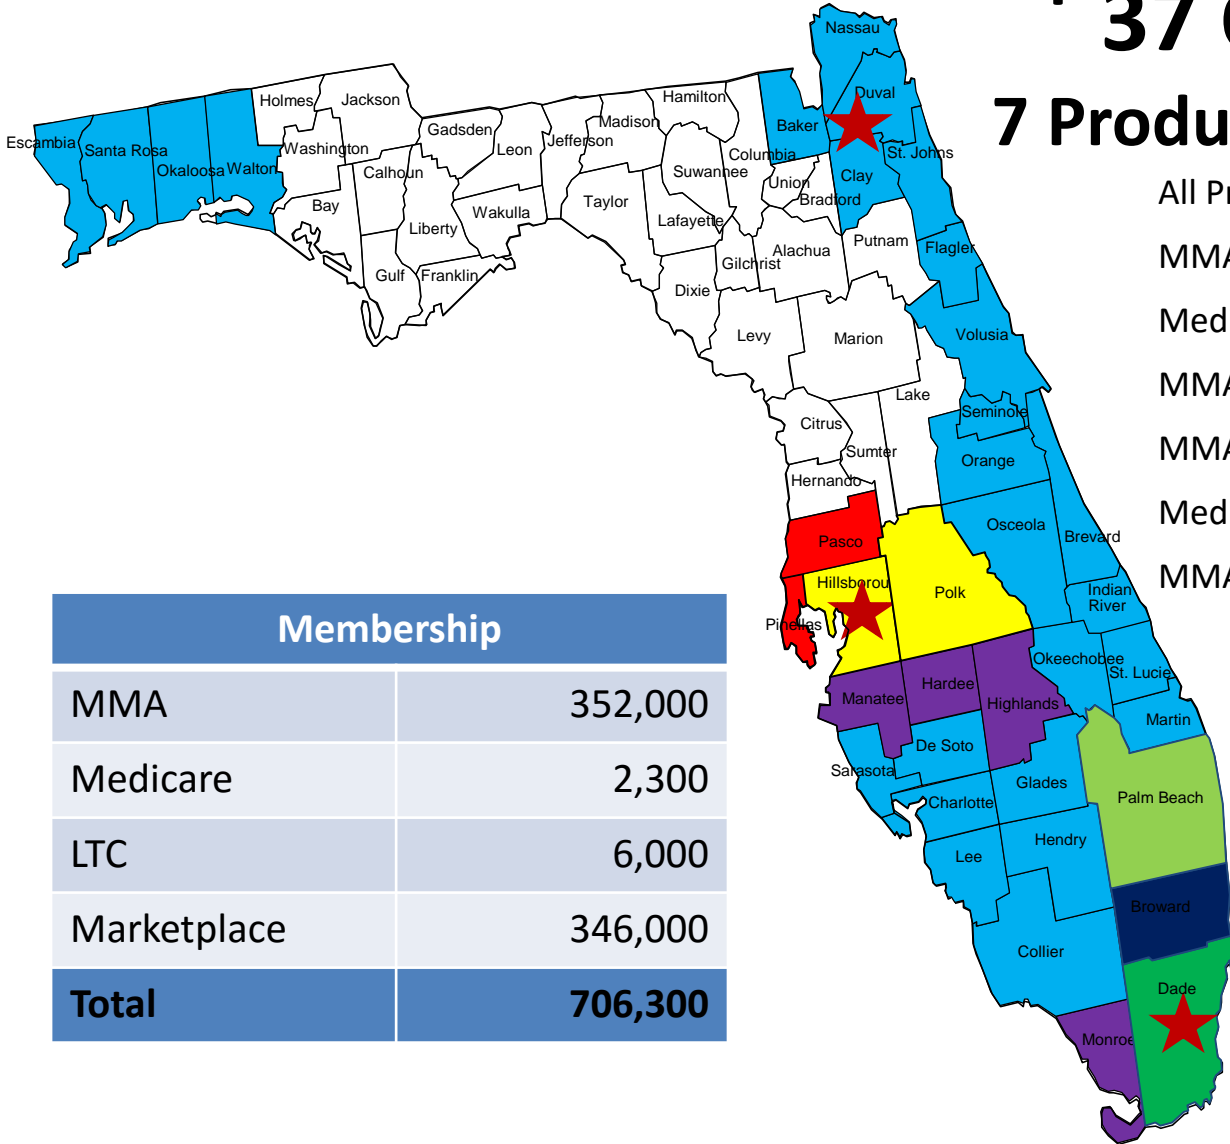 37
7 Produ
All Pr
MMA
Med
MMA
MMA
Med
MMA
Nassau
Duval
Baker
St. Johns
Clay
Holmes
Jackson
Gadsden
Leon
Jefferson
Madison
Hamilton
Columbia
Suwannee
Union
Bradford
Escambia
Santa Rosa
Okaloosa
Walton
Washington
Calhoun
Bay
Liberty
Wakulla
Gulf
Franklin
Taylor
Lafayette
Dixie
Gilchrist
Alachua
Putnam
Flagler
Levy
Marion
Volusia
Lake
Citrus
Sumter
Hernando
Seminole
Orange
Osceola
Brevard
Pasco
Hillsborou
Polk
Pinellas
Indian
River
Okeechobee
St. Lucie
Manatee
Hardee
Highlands
Martin
De Soto
Sarasota
Glades
Charlotte
Palm Beach
Hendry
Lee
Broward
Collier
Dade
Monroe
Membership
MMA 352,000
Medicare 2,300
LTC 6,000
Marketplace 346,000
Total 706,300